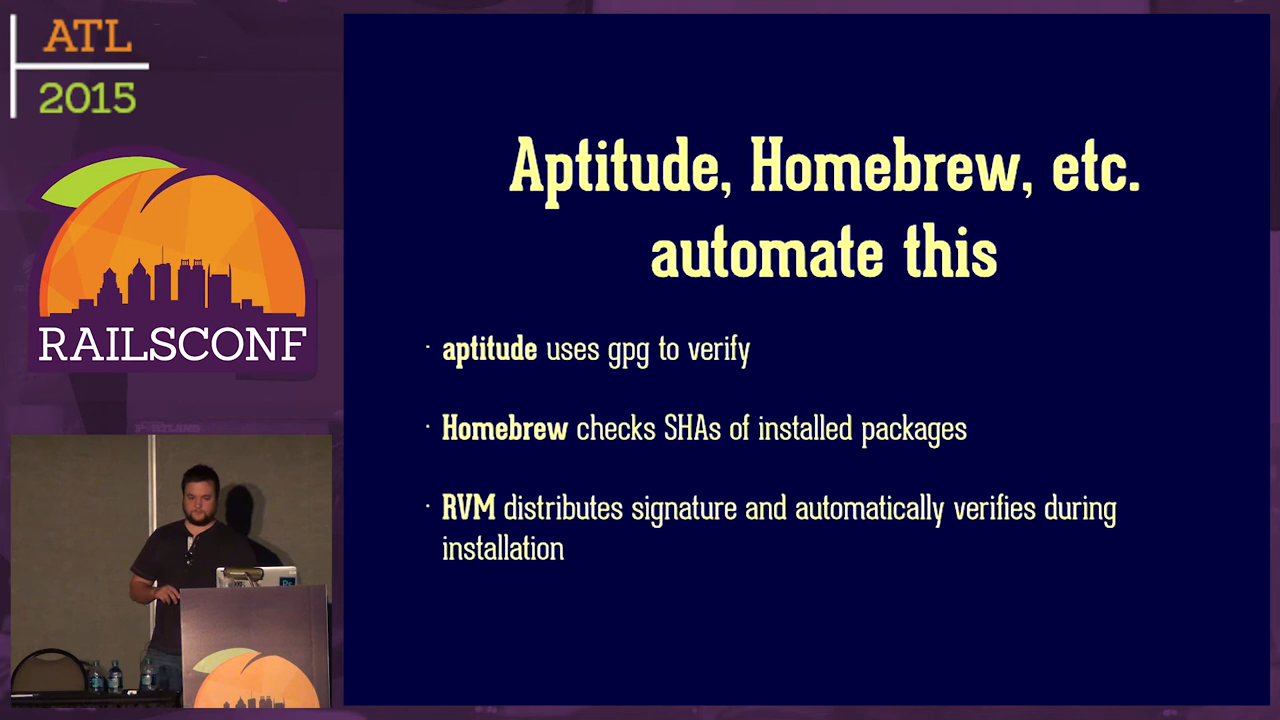 ATL
2015
RAILSCONF
Aptitude, Homebrew, etc.
automate this
· aptitude uses gpg to verify
· Homebrew checks SHAs of installed packages
· RVM distributes signature and automatically verifies during
installation